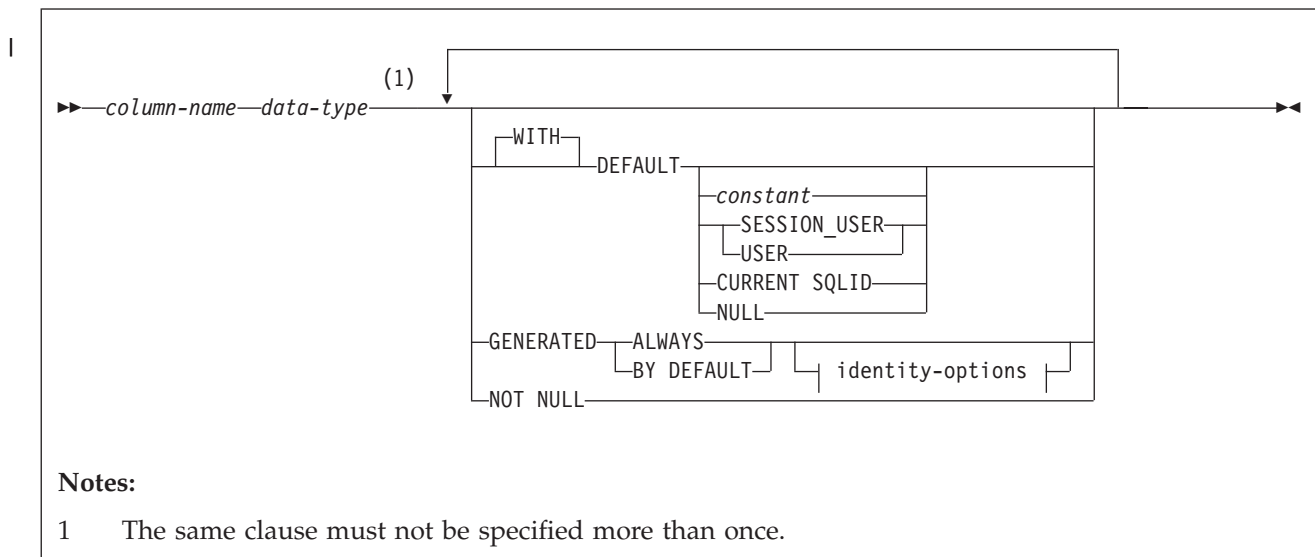 (1)
column-name data-type
WITH
DEFAULT
constant
SESSION_USER
USER
CURRENT SQLID
NULL
GENERATED ALWAYS
BY DEFAULT identity-options
NOT NULL
Notes:
1 The same clause must not be specified more than once.